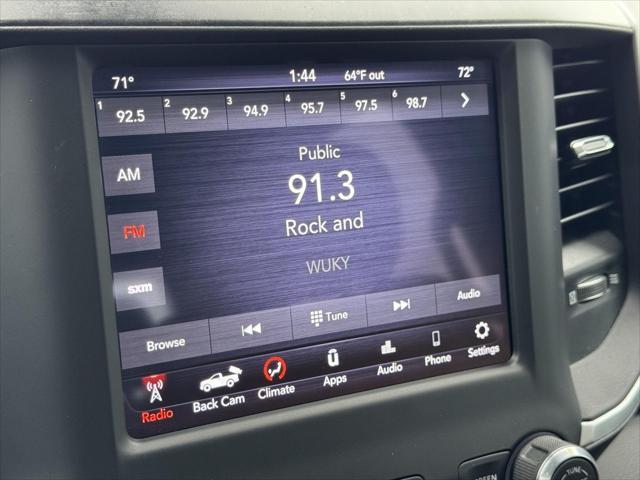 71° 1:44 64°F out 72°
1 92.5 2 92.9 3 94.9 4 95.7 5 97.5 6 98.7
Public
AM
91.3
FM
Rock and
WUKY
sxm
Browse Tune Audio
Radio Back Cam Climate Apps Audio Phone Settings
TUNE